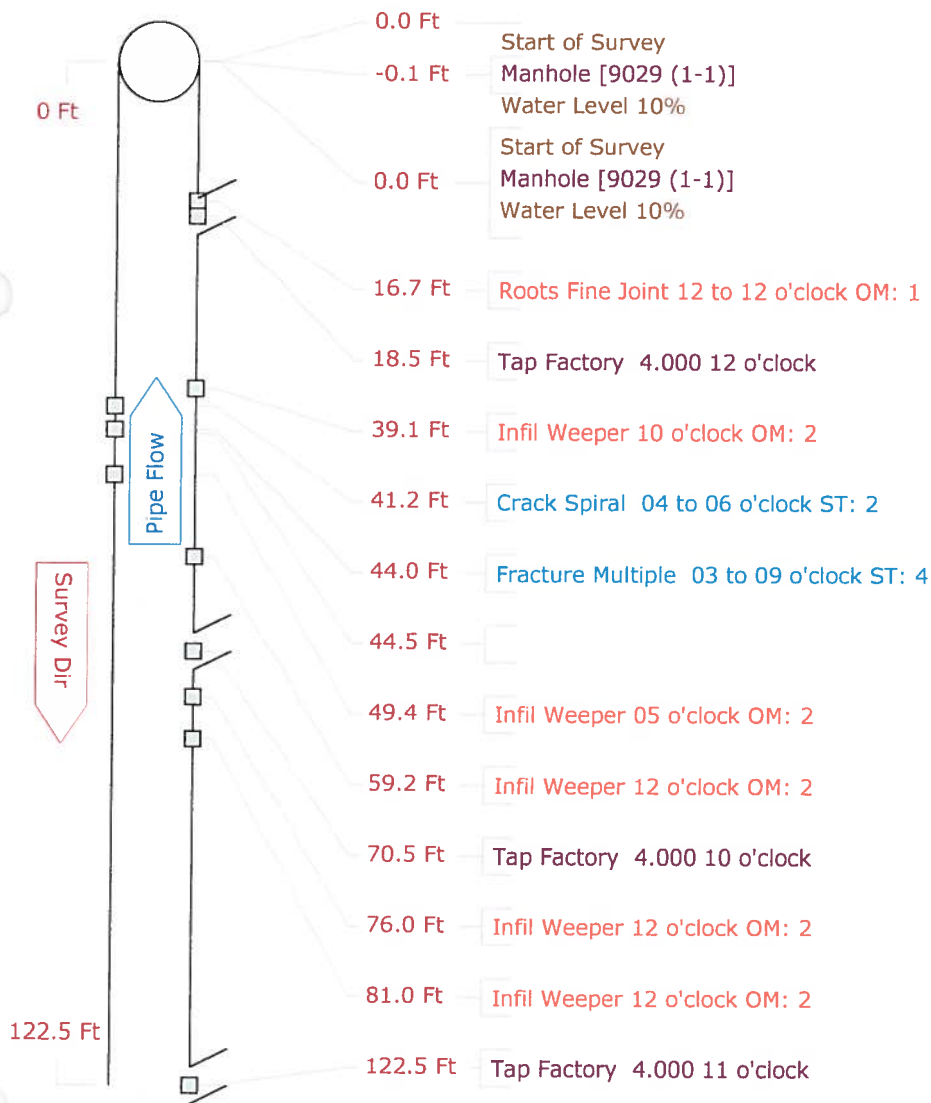 0.0 Ft
Start of Survey
-0.1 Ft Manhole [9029 (1-1)]
Water Level 10%
0 Ft
Start of Survey
0.0 Ft Manhole [9029 (1-1)]
Water Level 10%
16.7 Ft Roots Fine Joint 12 to 12 o'clock OM: 1
18.5 Ft Tap Factory 4.000 12 o'clock
39.1 Ft Infil Weeper 10 o'clock OM: 2
Pipe Flow
41.2 Ft Crack Spiral 04 to 06 o'clock ST: 2
44.0 Ft Fracture Multiple 03 to 09 o'clock ST: 4
Survey Dir
44.5 Ft
49.4 Ft Infil Weeper 05 o'clock OM: 2
59.2 Ft Infil Weeper 12 o'clock OM: 2
70.5 Ft Tap Factory 4.000 10 o'clock
76.0 Ft Infil Weeper 12 o'clock OM: 2
81.0 Ft Infil Weeper 12 o'clock OM: 2
122.5 Ft
122.5 Ft Tap Factory 4.000 11 o'clock